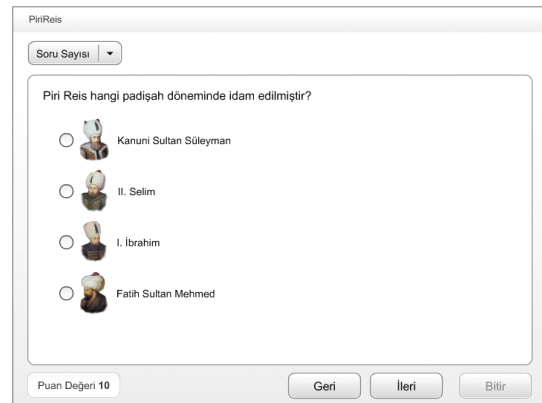 PiriReis
Soru Sayısı
Piri Reis hangi padişah döneminde idam edilmiştir?
Kanuni Sultan Süleyman
II. Selim
I. İbrahim
Fatih Sultan Mehmed
Puan Değeri 10
Geri
İleri
Bitir